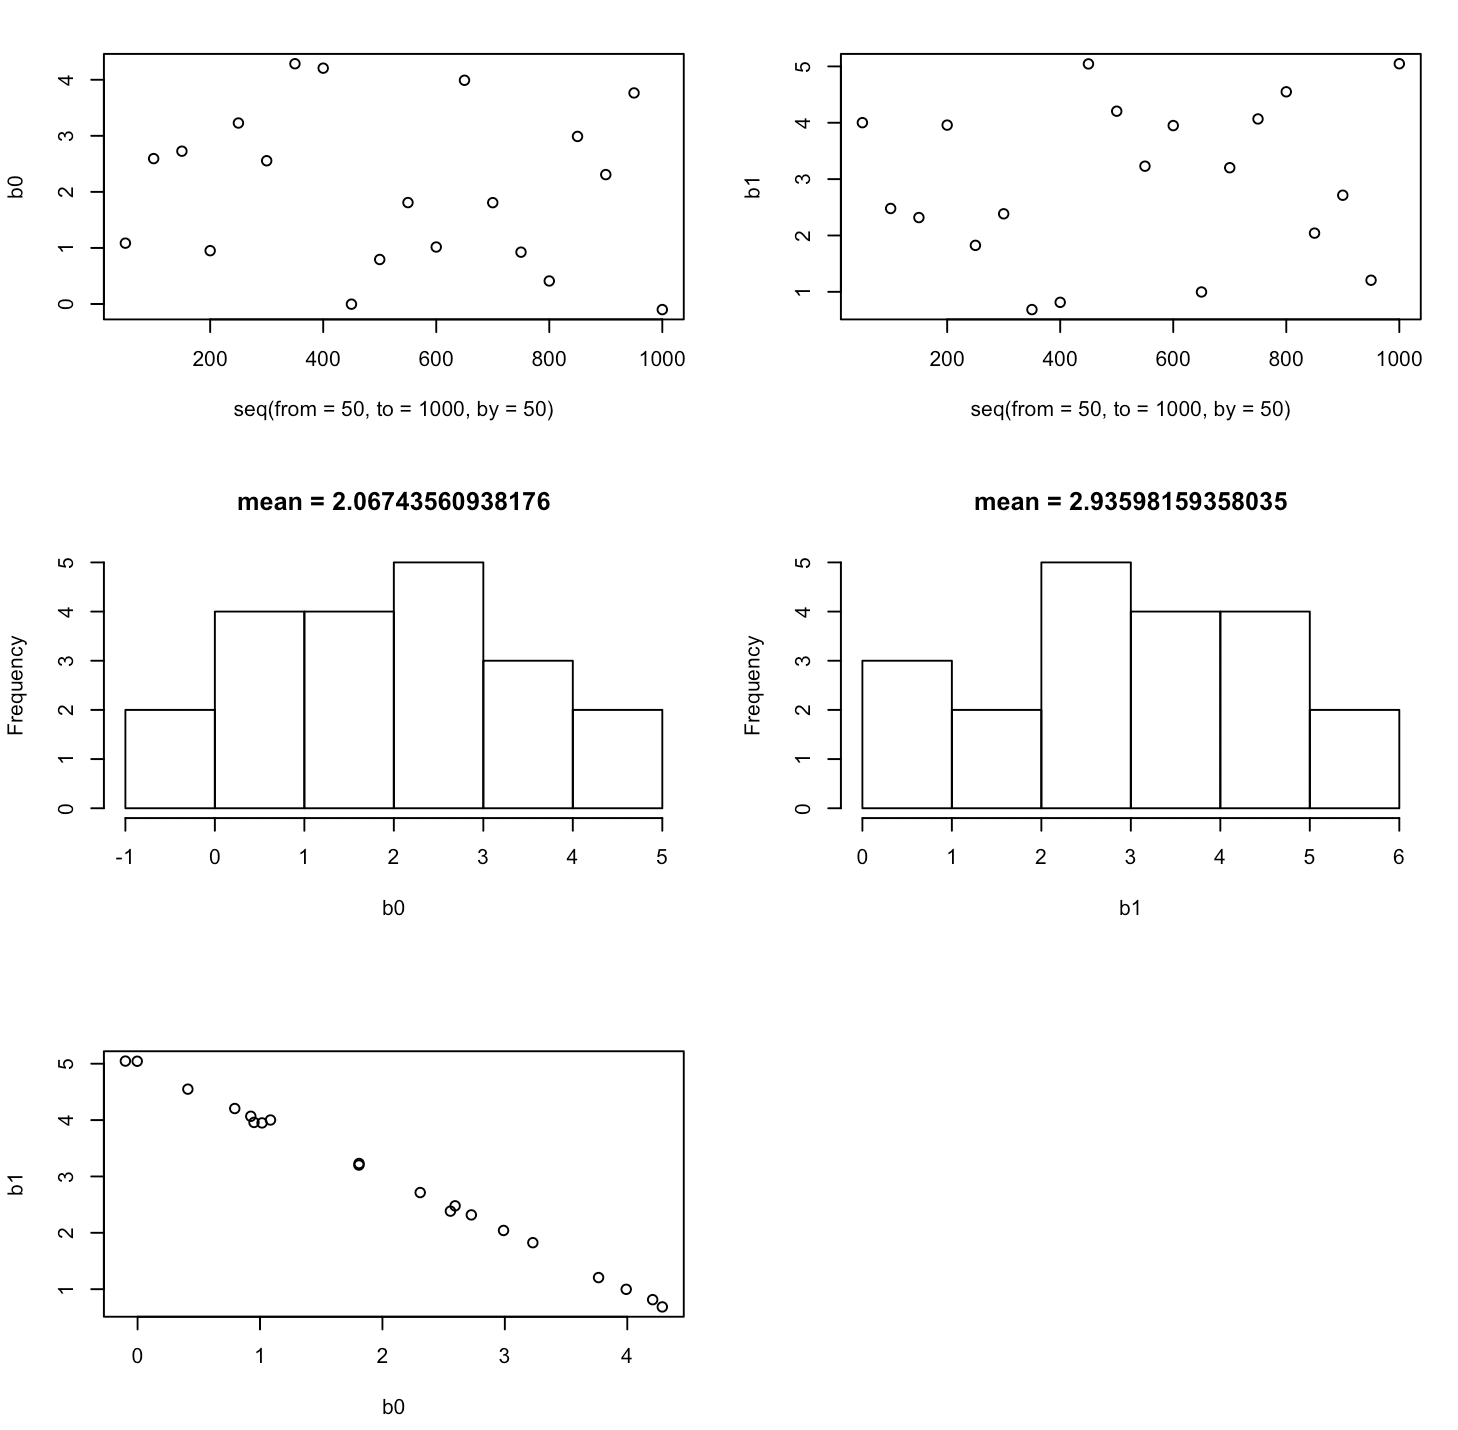 b0
4
3
2
1
0
200 400 600 800 1000
seq(from = 50, to = 1000, by = 50)
b1
5
4
3
2
1
200 400 600 800 1000
seq(from = 50, to = 1000, by = 50)
mean = 2.06743560938176
Frequency
5
4
3
2
1
0
-1 0 1 2 3 4 5
b0
mean = 2.93598159358035
Frequency
5
4
3
2
1
0
0 1 2 3 4 5 6
b1
b1
5
4
3
2
1
0 1 2 3 4
b0